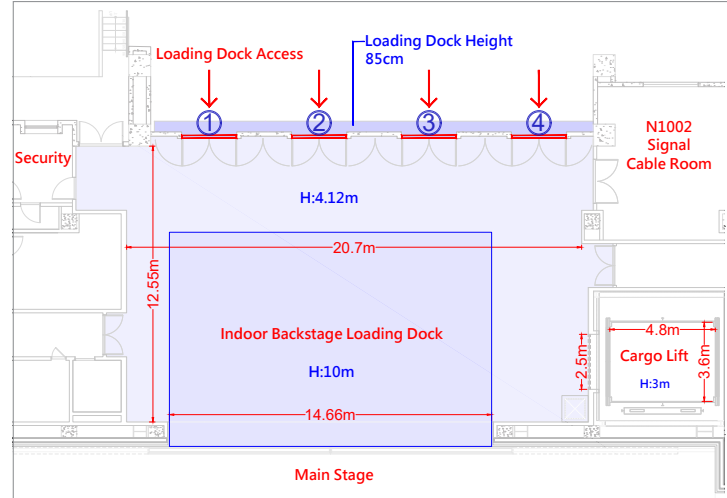 Loading Dock Access
Loading Dock Height
85cm
1
2
3
4
Security
N1002
Signal
Cable Room
H:4.12m
20.7m
12.55m
Indoor Backstage Loading Dock
H:10m
14.66m
2.5m
4.8m
Cargo Lift
3.6m
H:3m
Main Stage